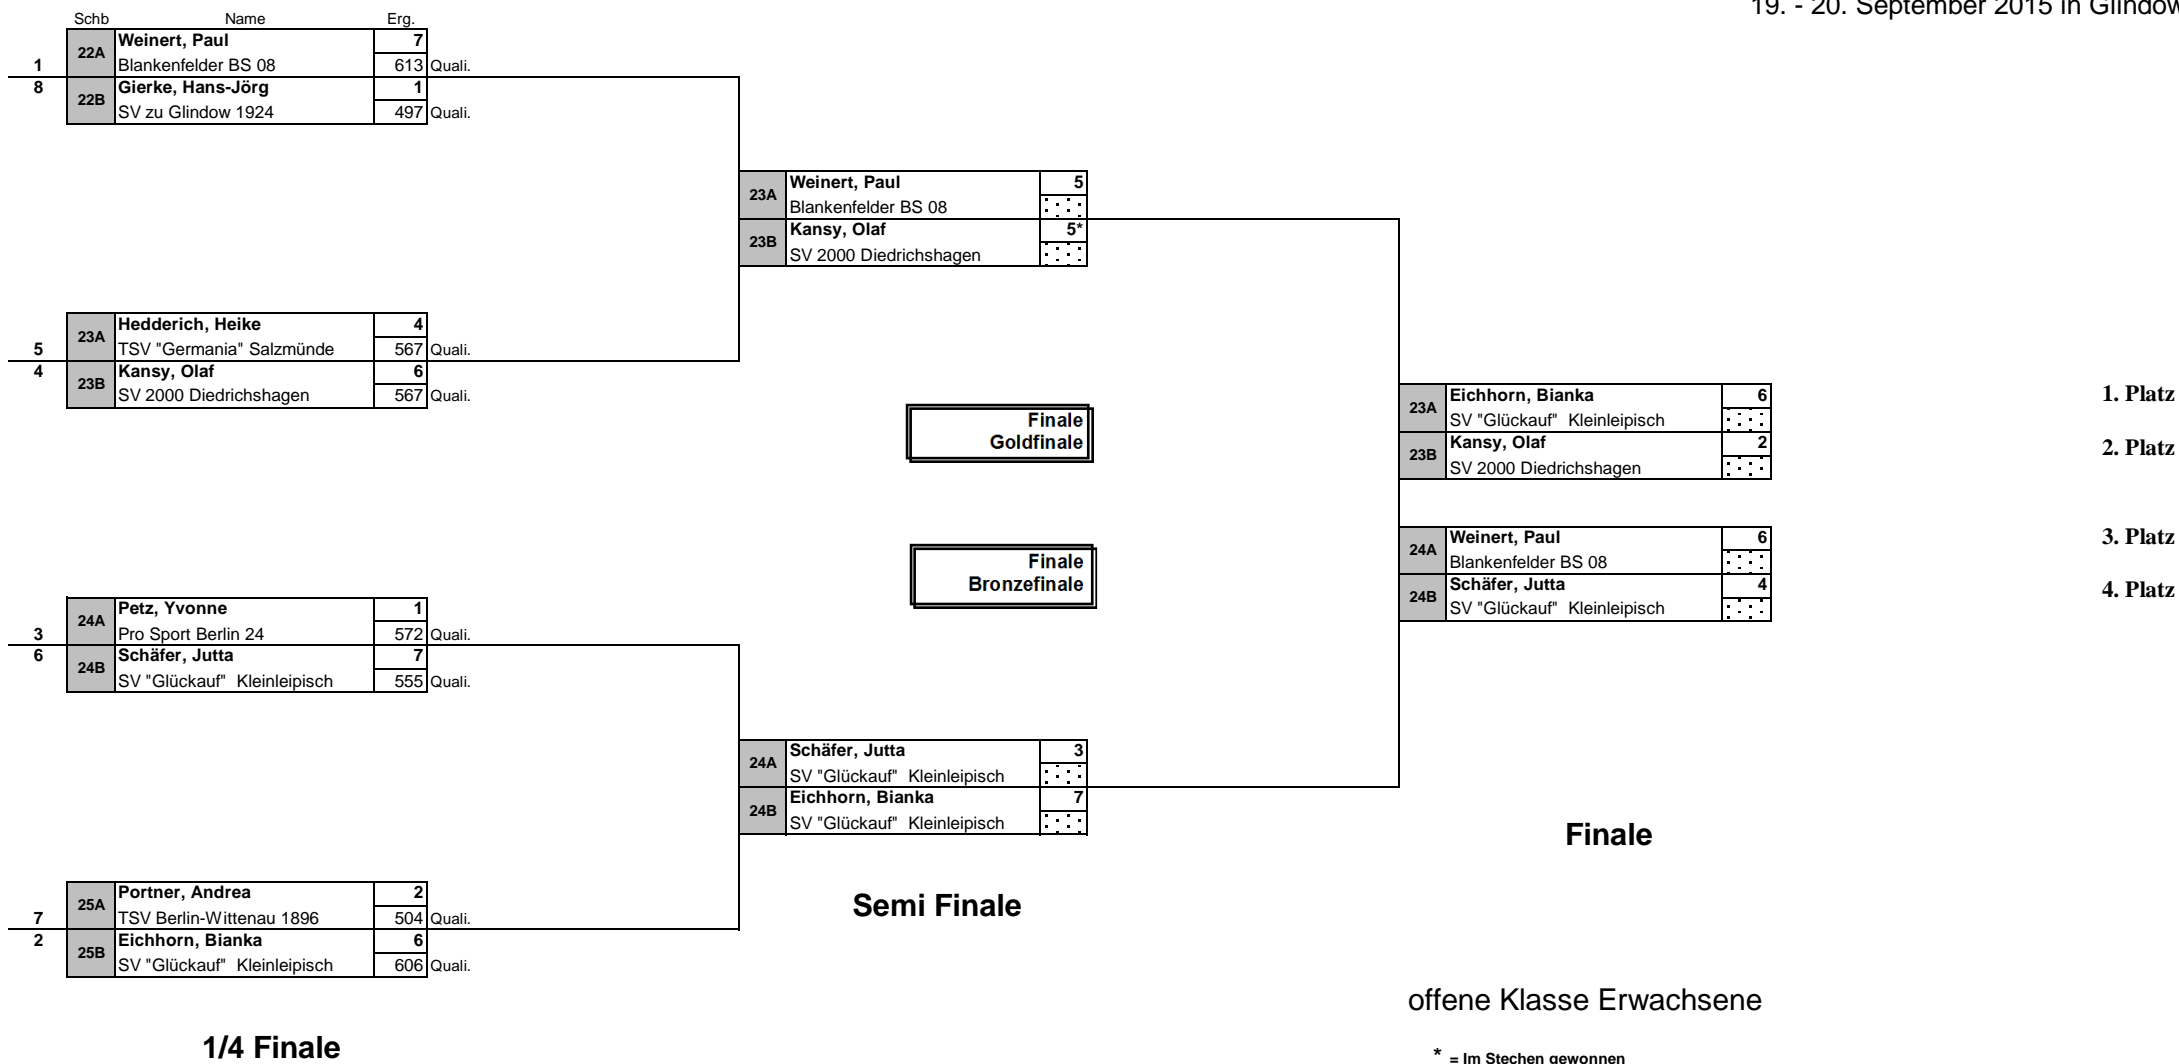 19. - 20. September 2015 in Glindow
Schb Name Erg.
22A Weinert, Paul 7
1 Blankenfelder BS 08 613 Quali.
8 22B Gierke, Hans-Jörg 1
SV zu Glindow 1924 497 Quali.
23A Weinert, Paul 5
Blankenfelder BS 08
23B Kansy, Olaf 5*
SV 2000 Diedrichshagen
23A Hedderich, Heike 4
5 TSV "Germania" Salzmünde 567 Quali.
4 23B Kansy, Olaf 6
SV 2000 Diedrichshagen 567 Quali.
Finale
Goldfinale
23A Eichhorn, Bianka 6
SV "Glückauf" Kleinleipisch
23B Kansy, Olaf 2
SV 2000 Diedrichshagen
1. Platz
2. Platz
Finale
Bronzefinale
24A Weinert, Paul 6
Blankenfelder BS 08
24B Schäfer, Jutta 4
SV "Glückauf" Kleinleipisch
3. Platz
4. Platz
24A Petz, Yvonne 1
3 Pro Sport Berlin 24 572 Quali.
6 24B Schäfer, Jutta 7
SV "Glückauf" Kleinleipisch 555 Quali.
24A Schäfer, Jutta 3
SV "Glückauf" Kleinleipisch
24B Eichhorn, Bianka 7
SV "Glückauf" Kleinleipisch
Finale
25A Portner, Andrea 2
7 TSV Berlin-Wittenau 1896 504 Quali.
2 25B Eichhorn, Bianka 6
SV "Glückauf" Kleinleipisch 606 Quali.
Semi Finale
offene Klasse Erwachsene
1/4 Finale
* = Im Stechen gewonnen